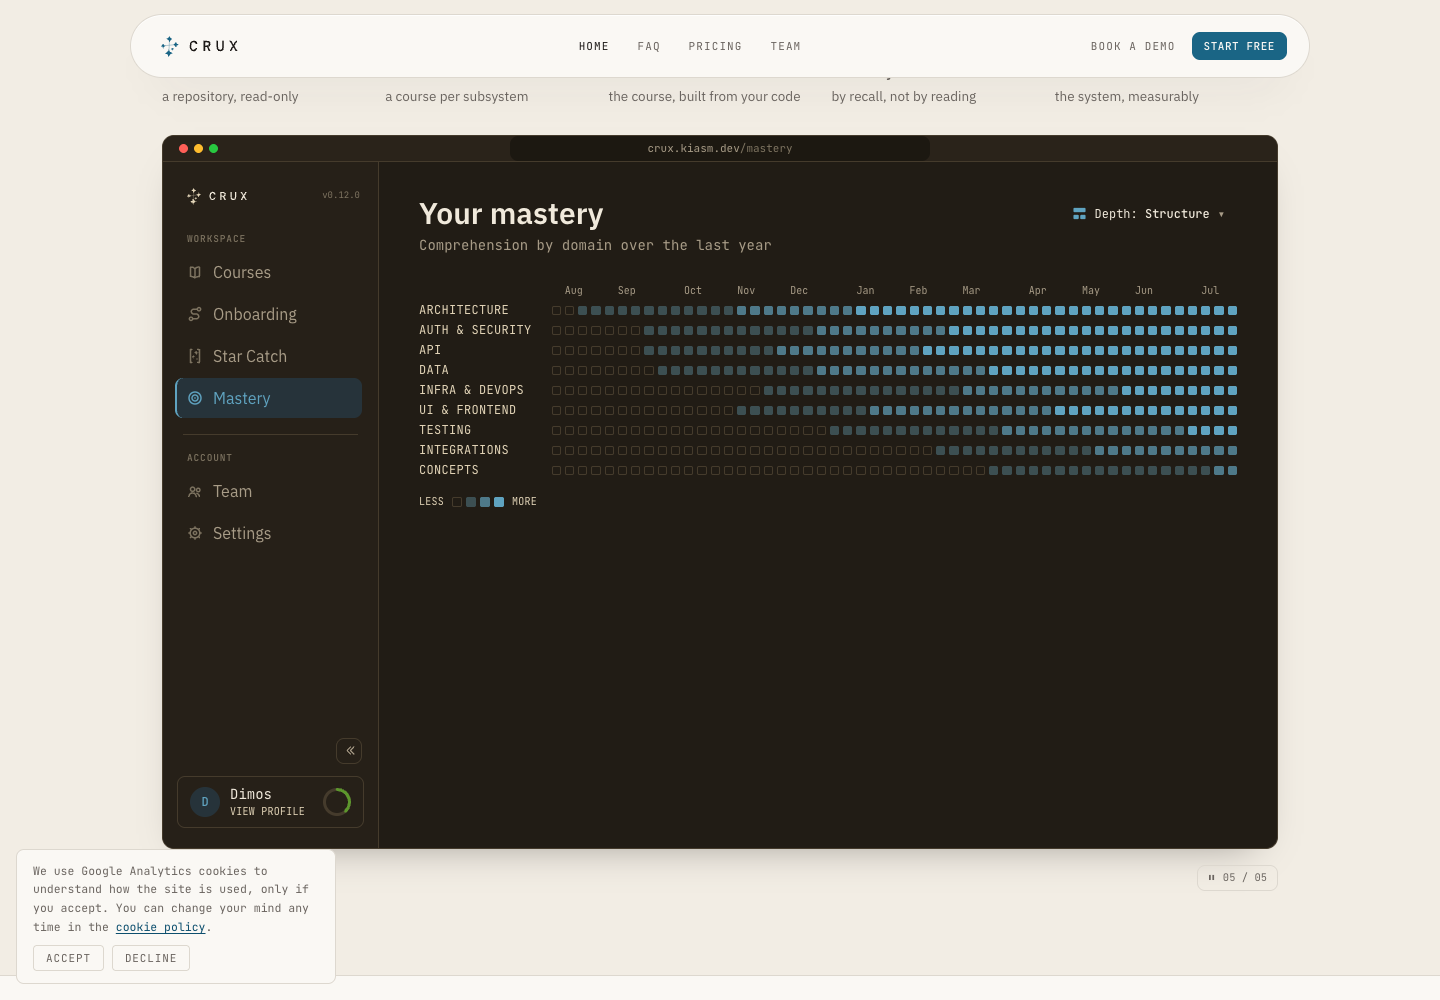 CRUX
HOME FAQ PRICING TEAM
BOOK A DEMO START FREE
a repository, read-only
a course per subsystem
the course, built from your code
by recall, not by reading
the system, measurably
crux.kiasm.dev/mastery
CRUX v0.12.0
WORKSPACE
Courses
Onboarding
Star Catch
Mastery
ACCOUNT
Team
Settings
Dimos
D
VIEW PROFILE
Your mastery
Depth: Structure
Comprehension by domain over the last year
Aug Sep Oct Nov Dec Jan Feb Mar Apr May Jun Jul
ARCHITECTURE
AUTH & SECURITY
API
DATA
INFRA & DEVOPS
UI & FRONTEND
TESTING
INTEGRATIONS
CONCEPTS
LESS MORE
05 / 05
We use Google Analytics cookies to
understand how the site is used, only if
you accept. You can change your mind any
time in the cookie policy.
ACCEPT DECLINE